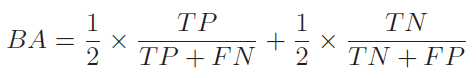 BA = 1/2 × TP/(TP + FN) + 1/2 × TN/(TN + FP)